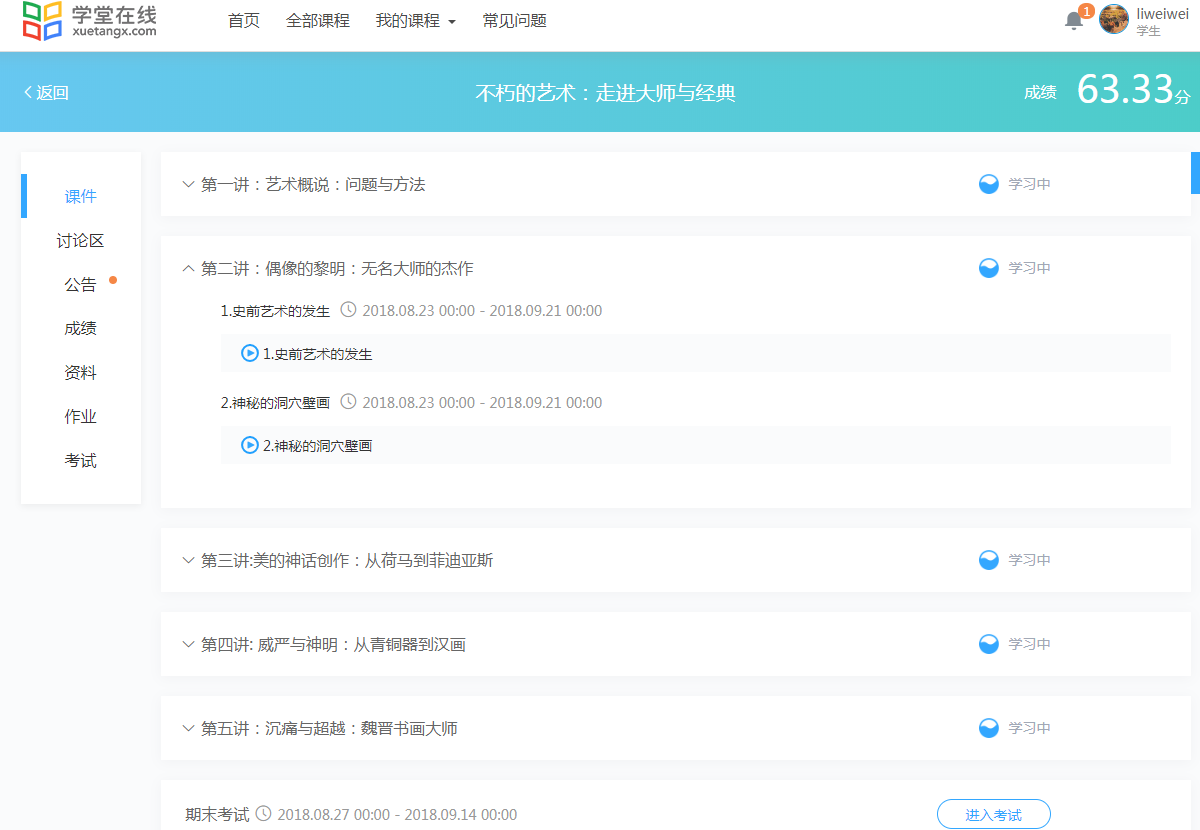 学堂在线
xuetangx.com
首页 全部课程 我的课程 常见问题
1
liweiwei
学生
返回
不朽的艺术：走进大师与经典
成绩 63.33分
课件
讨论区
公告
成绩
资料
作业
考试
第一讲：艺术概说：问题与方法 学习中
第二讲：偶像的黎明：无名大师的杰作 学习中
1.史前艺术的发生 2018.08.23 00:00 - 2018.09.21 00:00
1.史前艺术的发生
2.神秘的洞穴壁画 2018.08.23 00:00 - 2018.09.21 00:00
2.神秘的洞穴壁画
第三讲:美的神话创作：从荷马到菲迪亚斯 学习中
第四讲: 威严与神明：从青铜器到汉画 学习中
第五讲：沉痛与超越：魏晋书画大师 学习中
期末考试 2018.08.27 00:00 - 2018.09.14 00:00 进入考试